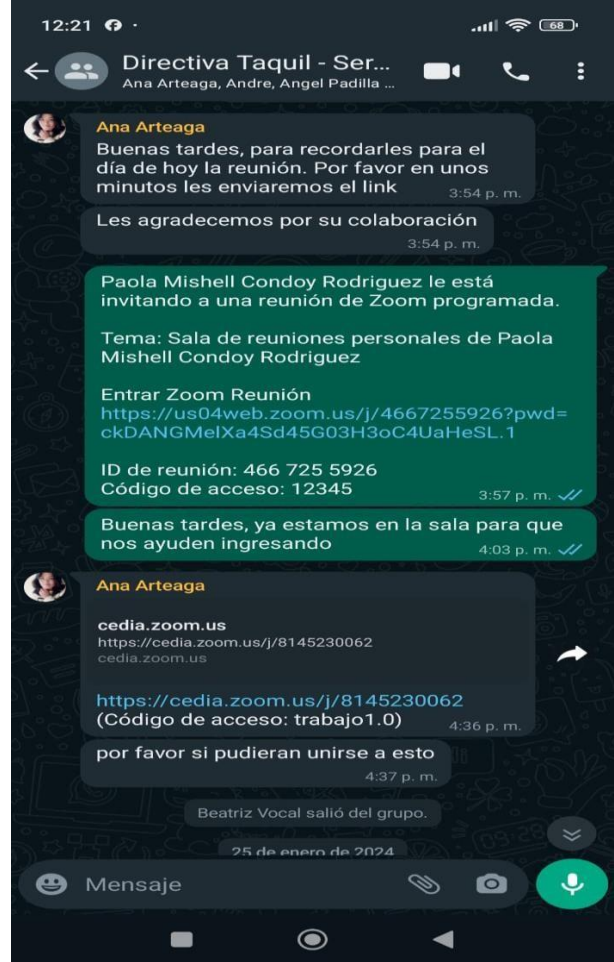 12:21
68
Directiva Taquil - Ser...
Ana Arteaga, Andre, Angel Padilla ...
Ana Arteaga
Buenas tardes, para recordarles para el
día de hoy la reunión. Por favor en unos
minutos les enviaremos el link
3:54 p. m.
Les agradecemos por su colaboración
3:54 p. m.
Paola Mishell Condoy Rodriguez le está
invitando a una reunión de Zoom programada.
Tema: Sala de reuniones personales de Paola
Mishell Condoy Rodriguez
Entrar Zoom Reunión
https://us04web.zoom.us/j/4667255926?pwd=
ckDANGMelXa4Sd45G03H3oC4UaHeSL.1
ID de reunión: 466 725 5926
Código de acceso: 12345
3:57 p. m.
Buenas tardes, ya estamos en la sala para que
nos ayuden ingresando
4:03 p. m.
Ana Arteaga
cedia.zoom.us
https://cedia.zoom.us/j/8145230062
cedia.zoom.us
https://cedia.zoom.us/j/8145230062
(Código de acceso: trabajo1.0)
4:36 p. m.
por favor si pudieran unirse a esto
4:37 p. m.
Beatriz Vocal salió del grupo.
25 de enero de 2024
Mensaje